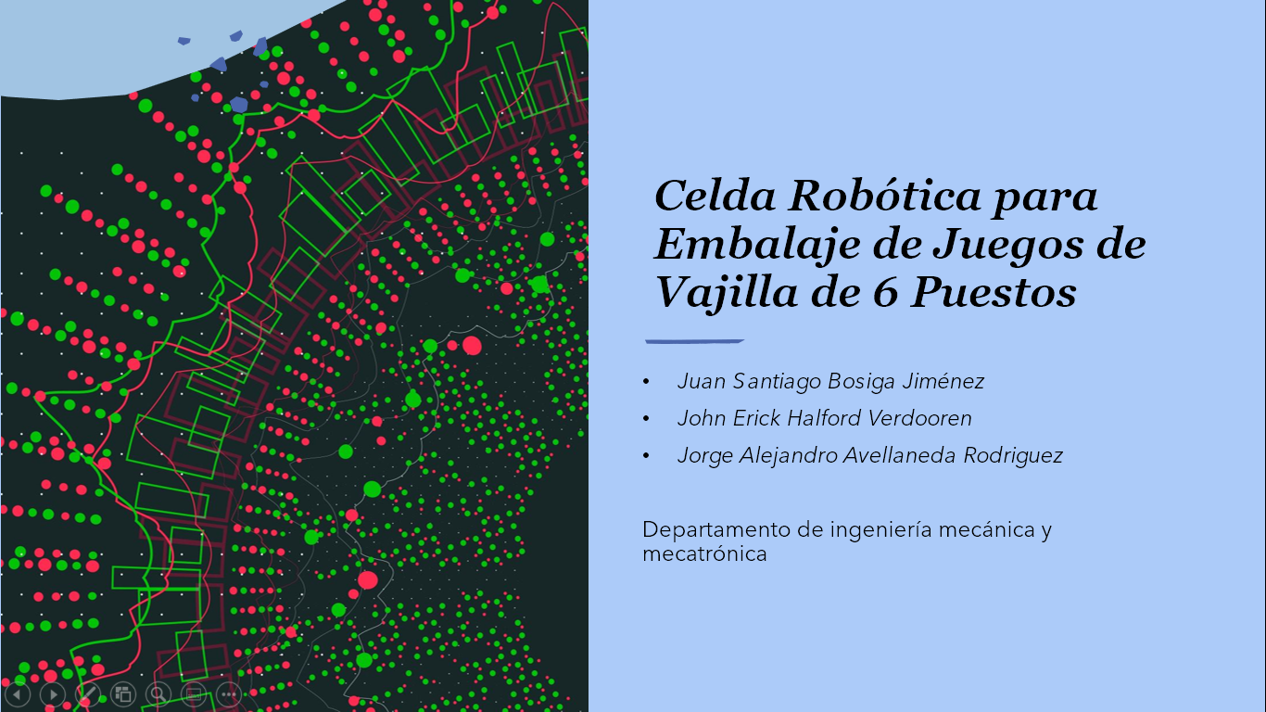 Celda Robótica para
Embalaje de Juegos de
Vajilla de 6 Puestos
• Juan Santiago Bosiga Jiménez
• John Erick Halford Verdooren
• Jorge Alejandro Avellaneda Rodriguez
Departamento de ingeniería mecánica y
mecatrónica